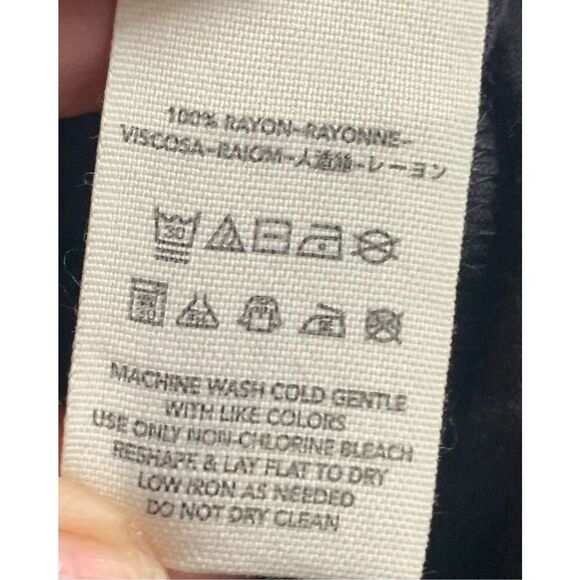 100% RAYON-RAYONNE-
VISCOSA-RAIOM-人造絲-レーヨン
30
MACHINE WASH COLD GENTLE
WITH LIKE COLORS
USE ONLY NON-CHLORINE BLEACH
RESHAPE & LAY FLAT TO DRY
LOW IRON AS NEEDED
DO NOT DRY CLEAN